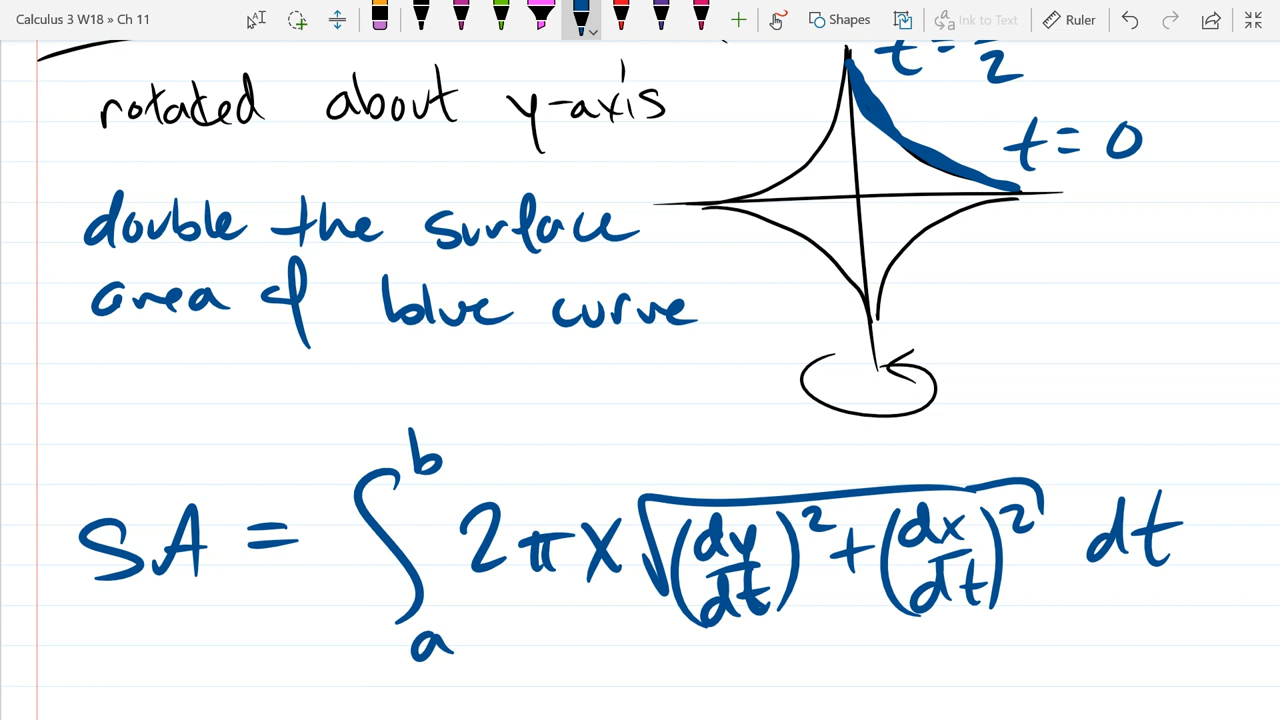 Calculus 3 W18 » Ch 11
Shapes
Ink to Text
Ruler
rotated about y-axis
t = /2
t = 0
double the surface
area of blue curve
SA = ∫_a^b 2πx √((dy/dt)² + (dx/dt)²) dt